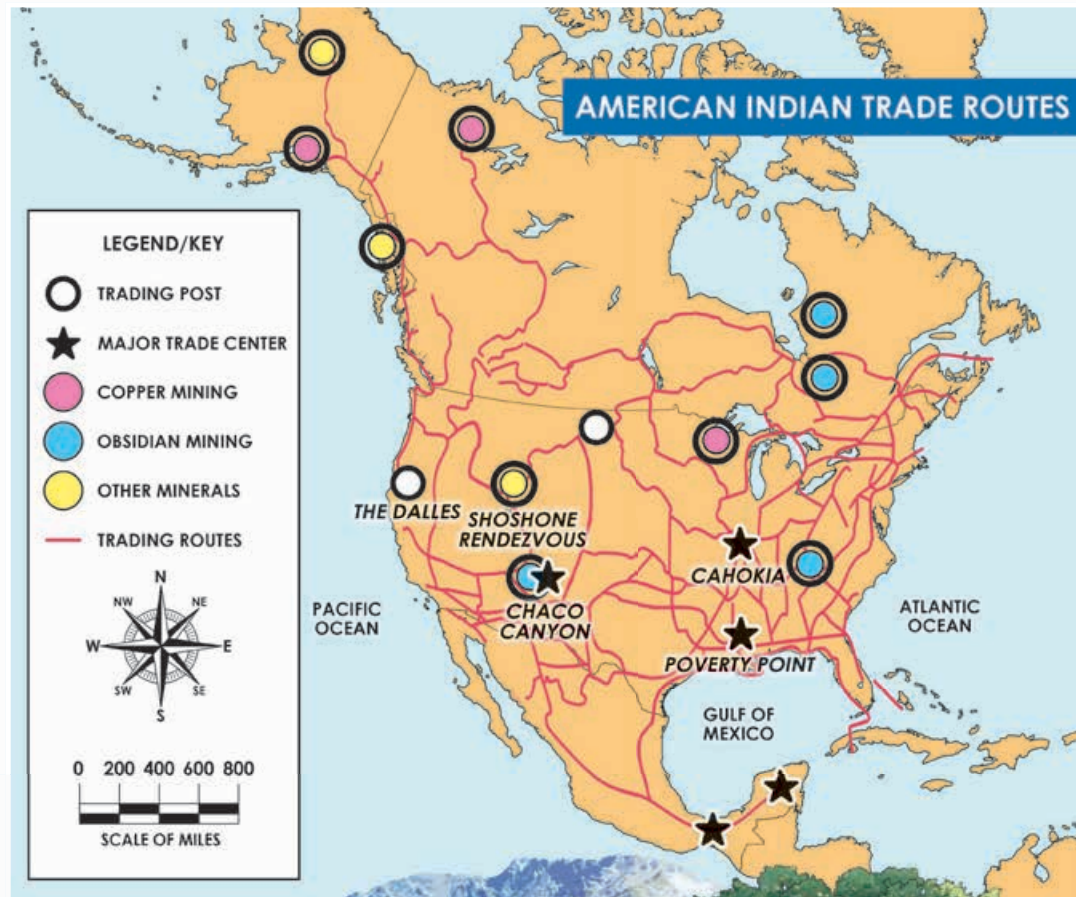 AMERICAN INDIAN TRADE ROUTES
LEGEND/KEY
TRADING POST
MAJOR TRADE CENTER
COPPER MINING
OBSIDIAN MINING
OTHER MINERALS
TRADING ROUTES
N
NW
NE
W
E
SW
SE
S
0 200 400 600 800
SCALE OF MILES
THE DALLES
SHOSHONE
RENDEZVOUS
CAHOKIA
CHACO
CANYON
POVERTY POINT
PACIFIC
OCEAN
ATLANTIC
OCEAN
GULF OF
MEXICO